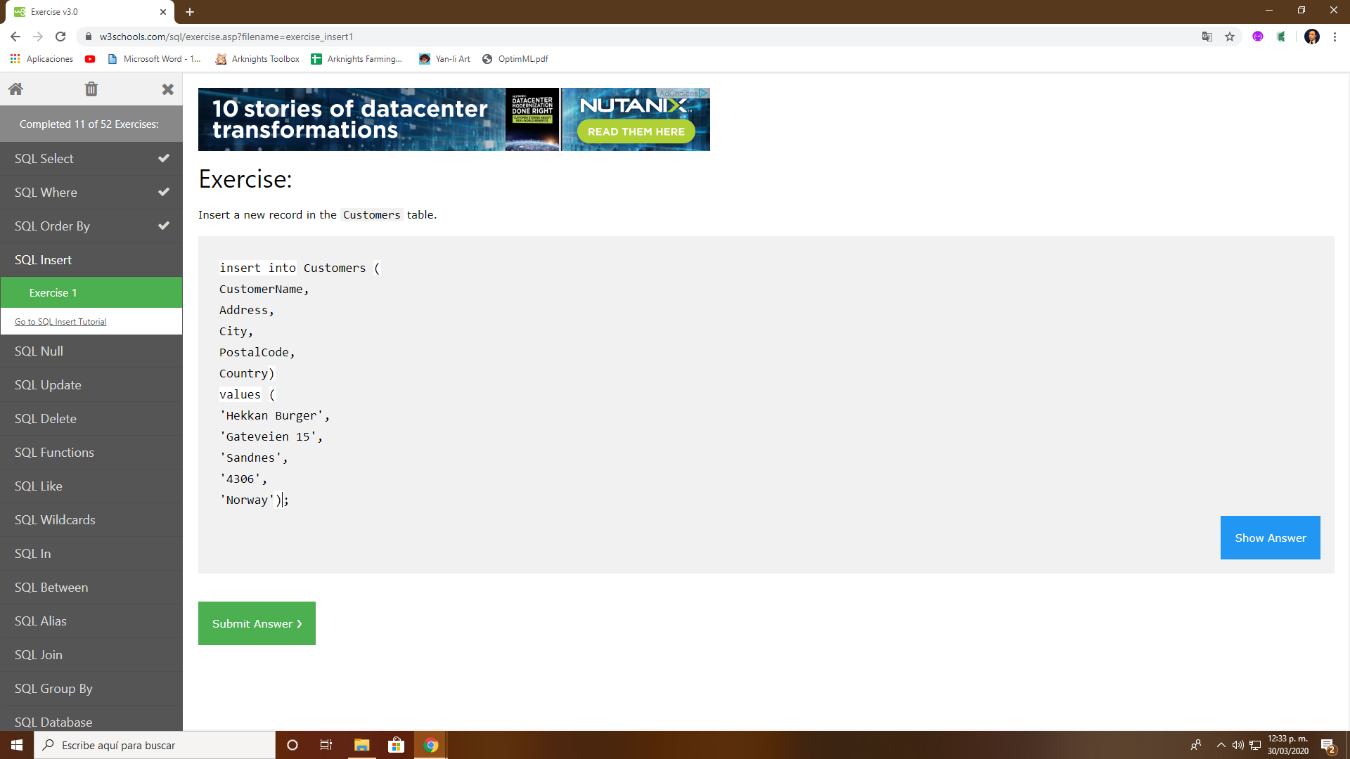 Exercise v3.0
w3schools.com/sql/exercise.asp?filename=exercise_insert1
Aplicaciones
Microsoft Word - 1...
Arknights Toolbox
Arknights Farming...
Yan-li Art
OptimML.pdf
Completed 11 of 52 Exercises:
SQL Select
SQL Where
SQL Order By
SQL Insert
Exercise 1
Go to SQL Insert Tutorial
SQL Null
SQL Update
SQL Delete
SQL Functions
SQL Like
SQL Wildcards
SQL In
SQL Between
SQL Alias
SQL Join
SQL Group By
SQL Database
10 stories of datacenter
transformations
DATACENTER
MODERNIZATION
DONE RIGHT
NUTANIX
READ THEM HERE
Exercise:
Insert a new record in the Customers table.
insert into Customers (
CustomerName,
Address,
City,
PostalCode,
Country)
values (
'Hekkan Burger',
'Gateveien 15',
'Sandnes',
'4306',
'Norway');
Show Answer
Submit Answer ❯
Escribe aquí para buscar
12:33 p. m.
30/03/2020
2